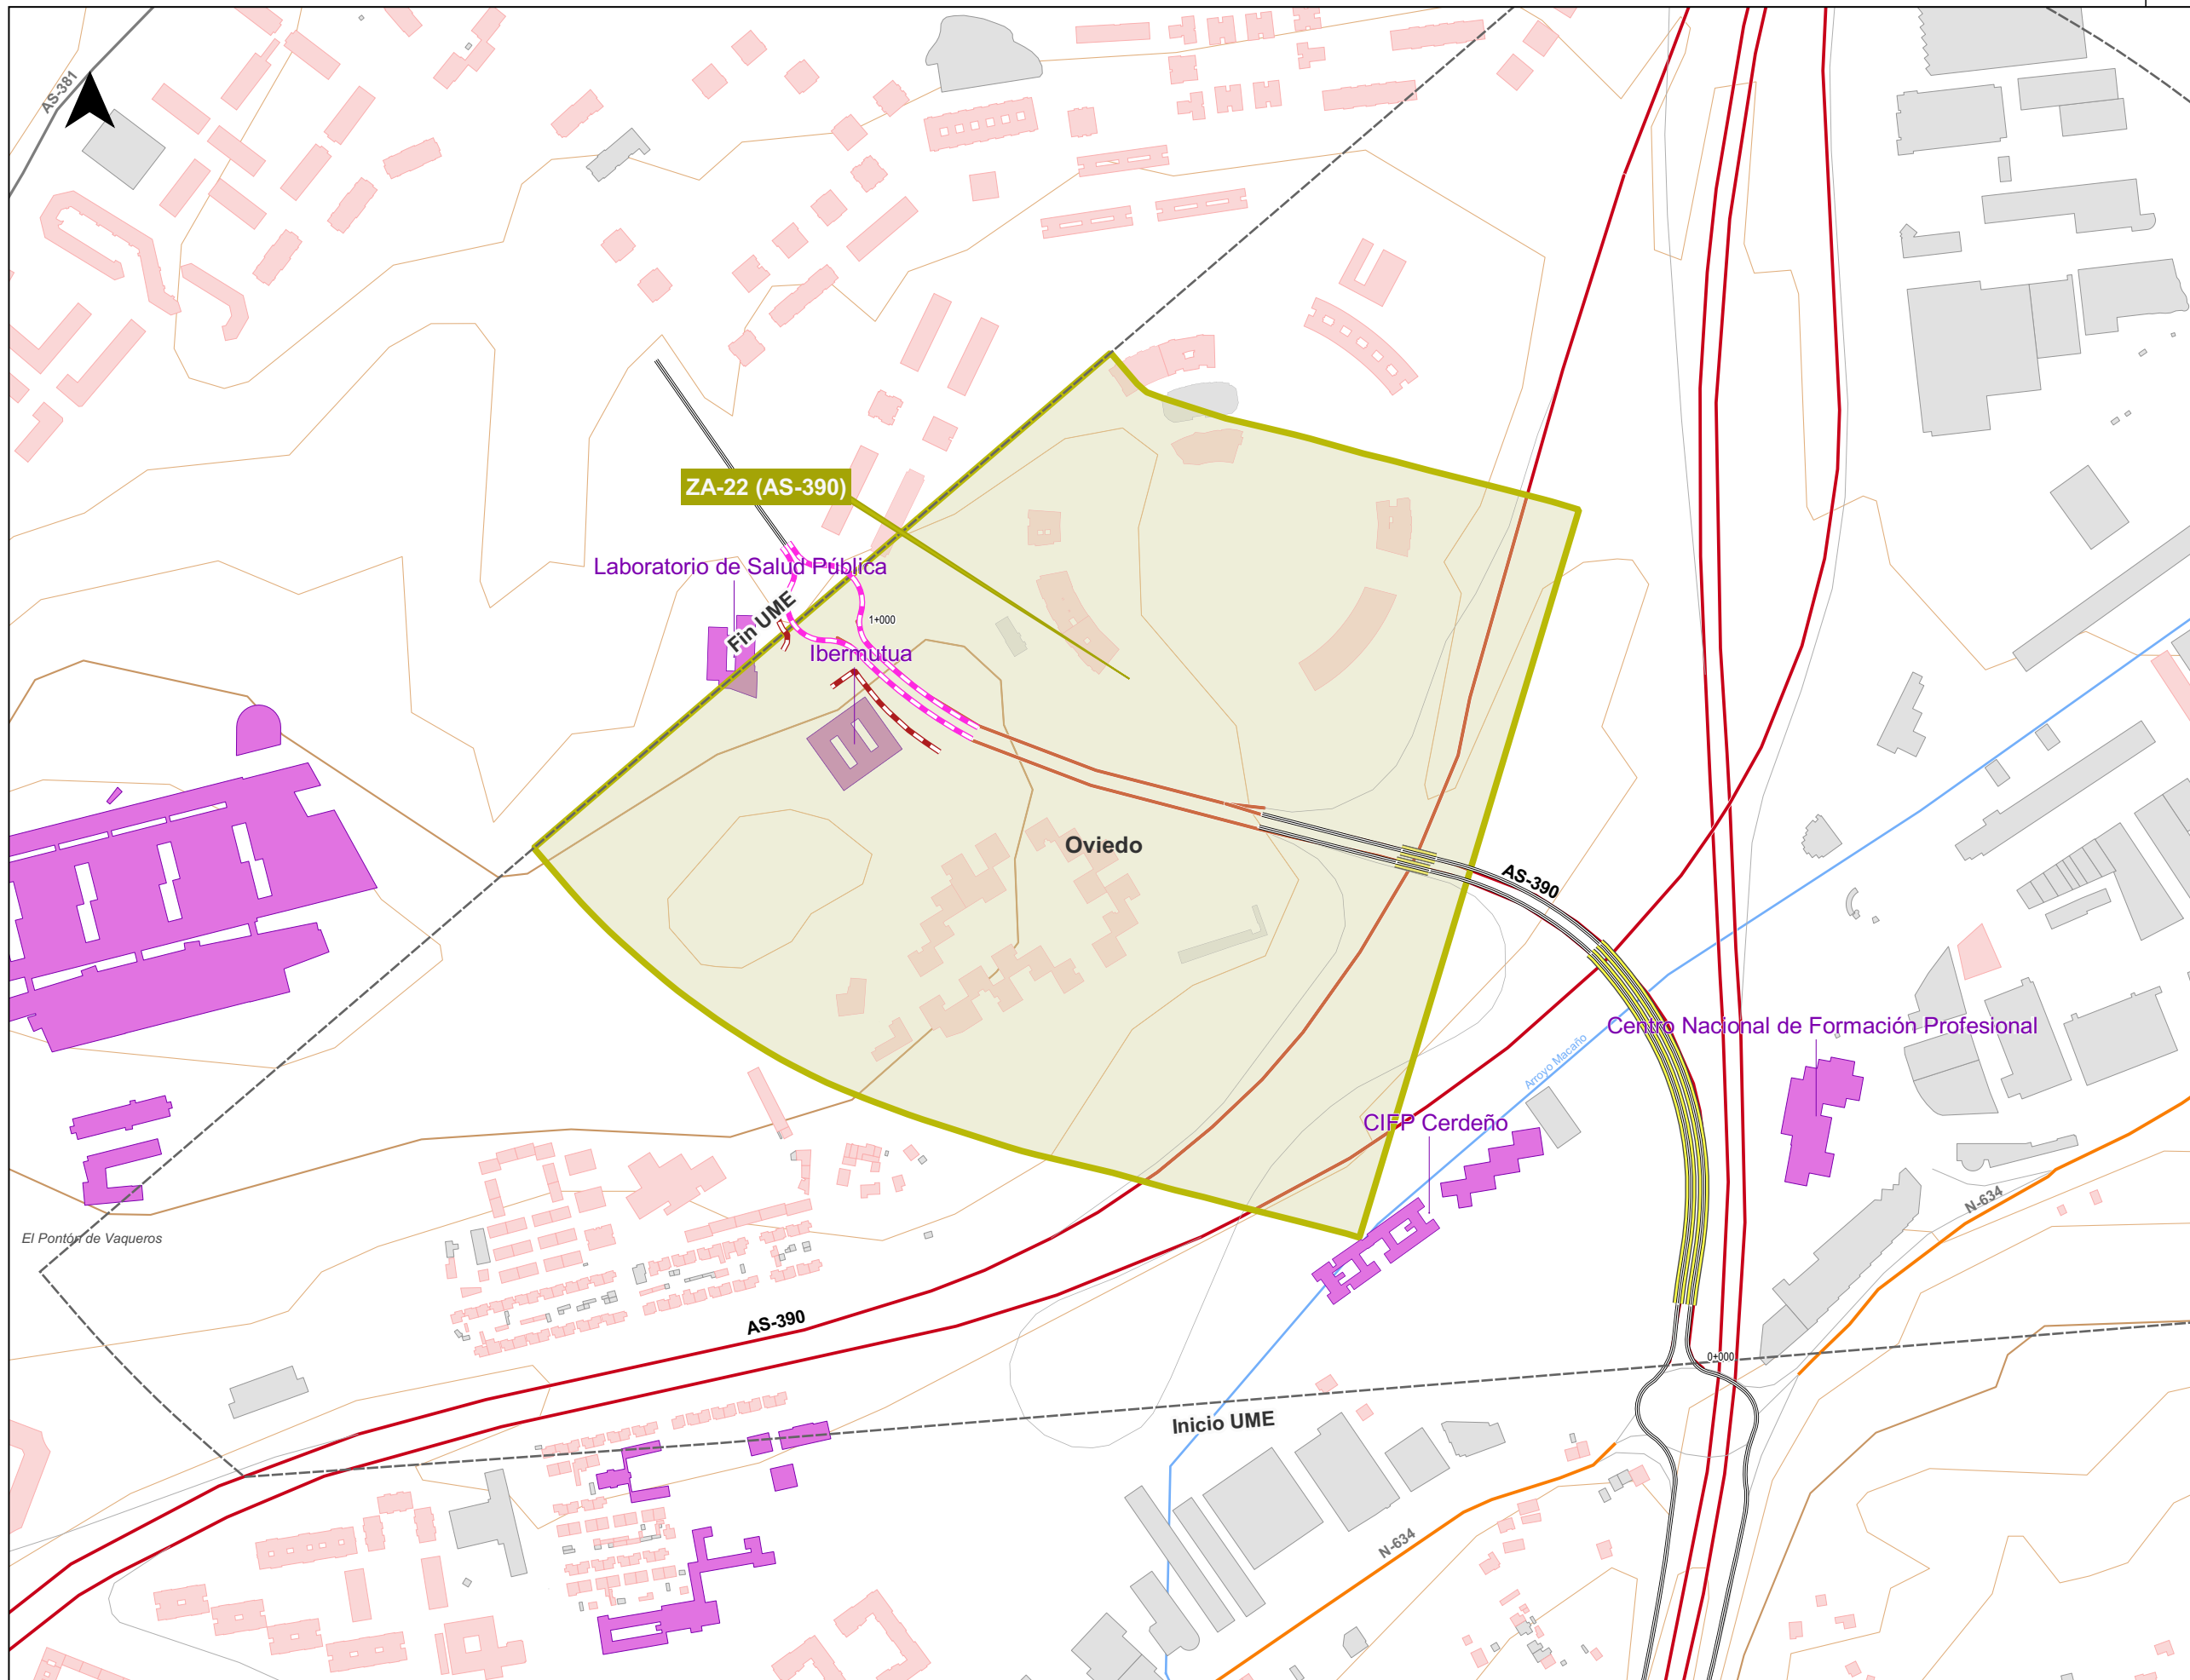 AS-381
ZA-22 (AS-390)
Laboratorio de Salud Pública
Fin UME
1+000
Ibermutua
Oviedo
AS-390
Centro Nacional de Formación Profesional
Arroyo Macaño
CIFP Cerdeño
N-634
El Pontón de Vaqueros
AS-390
0+000
Inicio UME
N-634